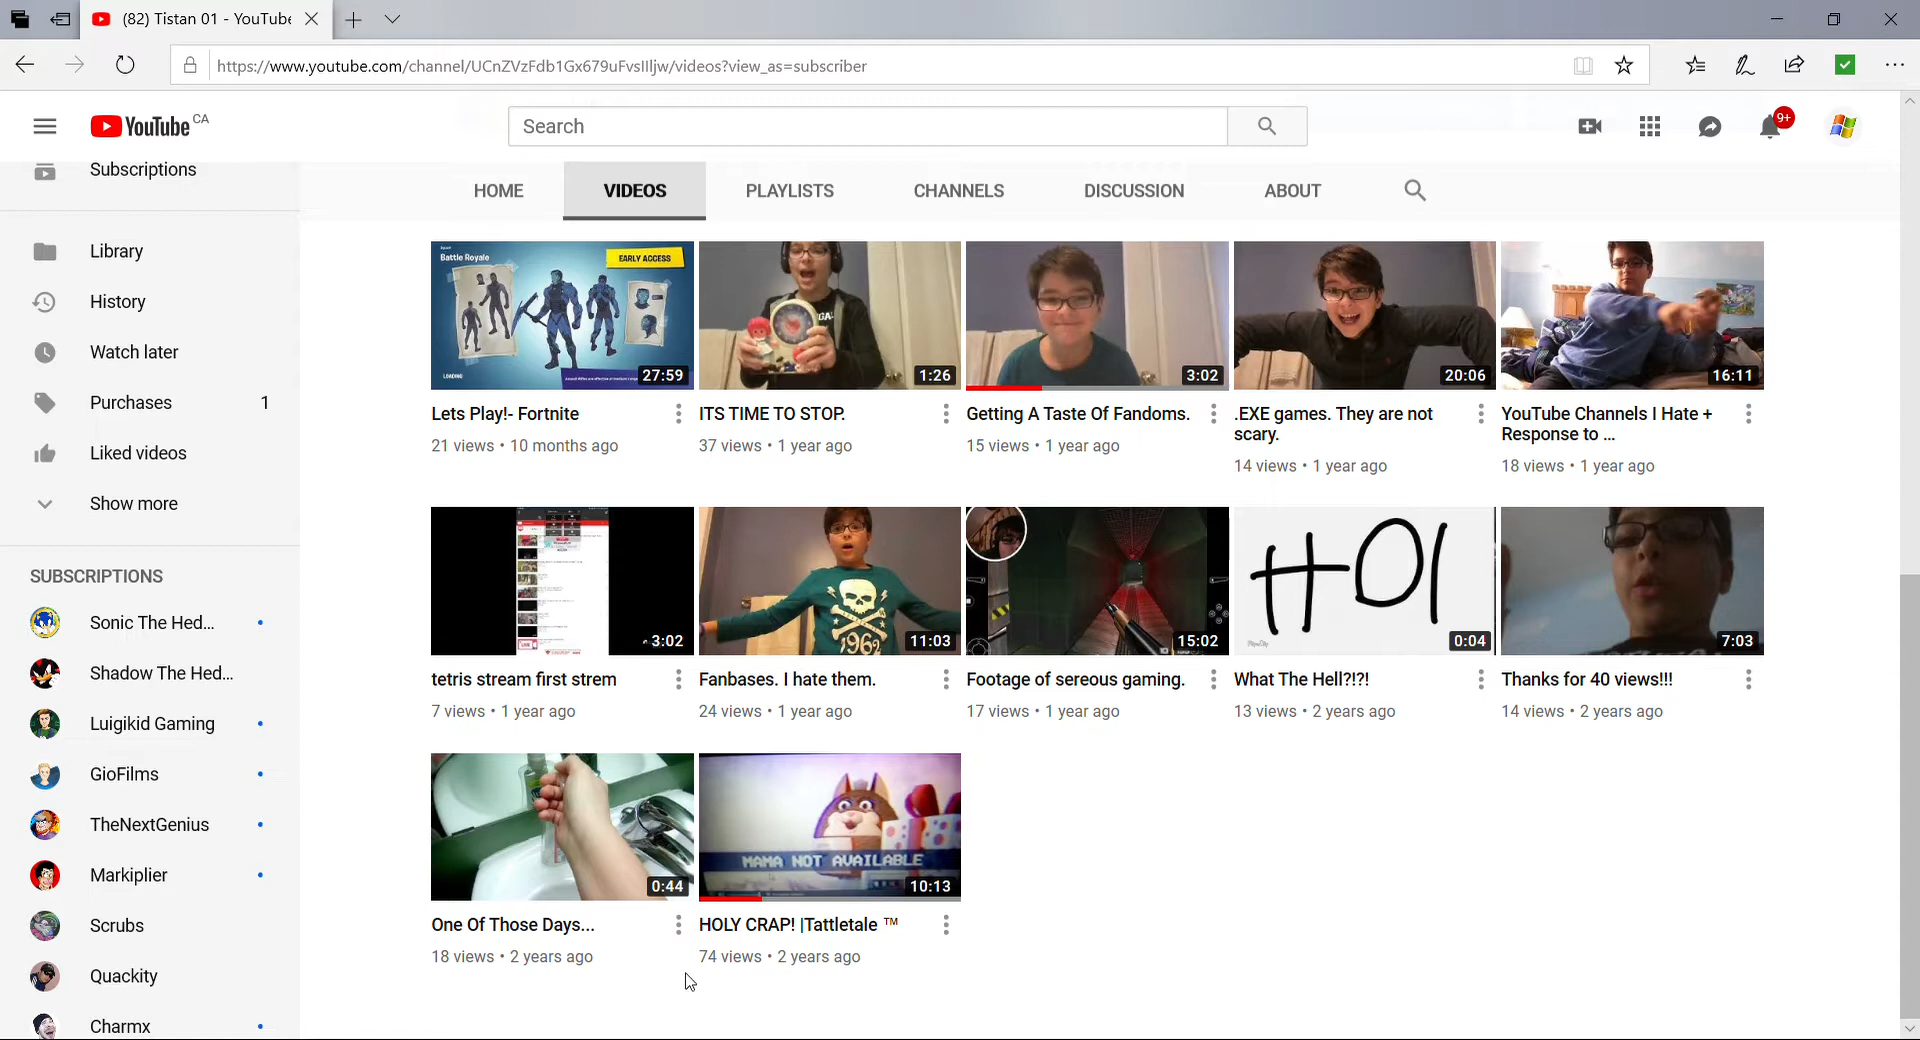 (82) Tistan 01 - YouTube
https://www.youtube.com/channel/UCnZVzFdb1Gx679uFvsIIljw/videos?view_as=subscriber
YouTube CA
Search
9+
Subscriptions
HOME VIDEOS PLAYLISTS CHANNELS DISCUSSION ABOUT
Library
History
Watch later
Purchases 1
Liked videos
Show more
SUBSCRIPTIONS
Sonic The Hed...
Shadow The Hed...
Luigikid Gaming
GioFilms
TheNextGenius
Markiplier
Scrubs
Quackity
Charmx
Battle Royale
EARLY ACCESS
LOADING
27:59
1:26
3:02
20:06
16:11
Lets Play!- Fortnite
21 views • 10 months ago
ITS TIME TO STOP.
37 views • 1 year ago
Getting A Taste Of Fandoms.
15 views • 1 year ago
.EXE games. They are not
scary.
14 views • 1 year ago
YouTube Channels I Hate +
Response to ...
18 views • 1 year ago
3:02
1962
11:03
15:02
HOI
0:04
7:03
tetris stream first strem
7 views • 1 year ago
Fanbases. I hate them.
24 views • 1 year ago
Footage of sereous gaming.
17 views • 1 year ago
What The Hell?!?!
13 views • 2 years ago
Thanks for 40 views!!!
14 views • 2 years ago
0:44
MAMA NOT AVAILABLE
10:13
One Of Those Days...
18 views • 2 years ago
HOLY CRAP! |Tattletale ™
74 views • 2 years ago